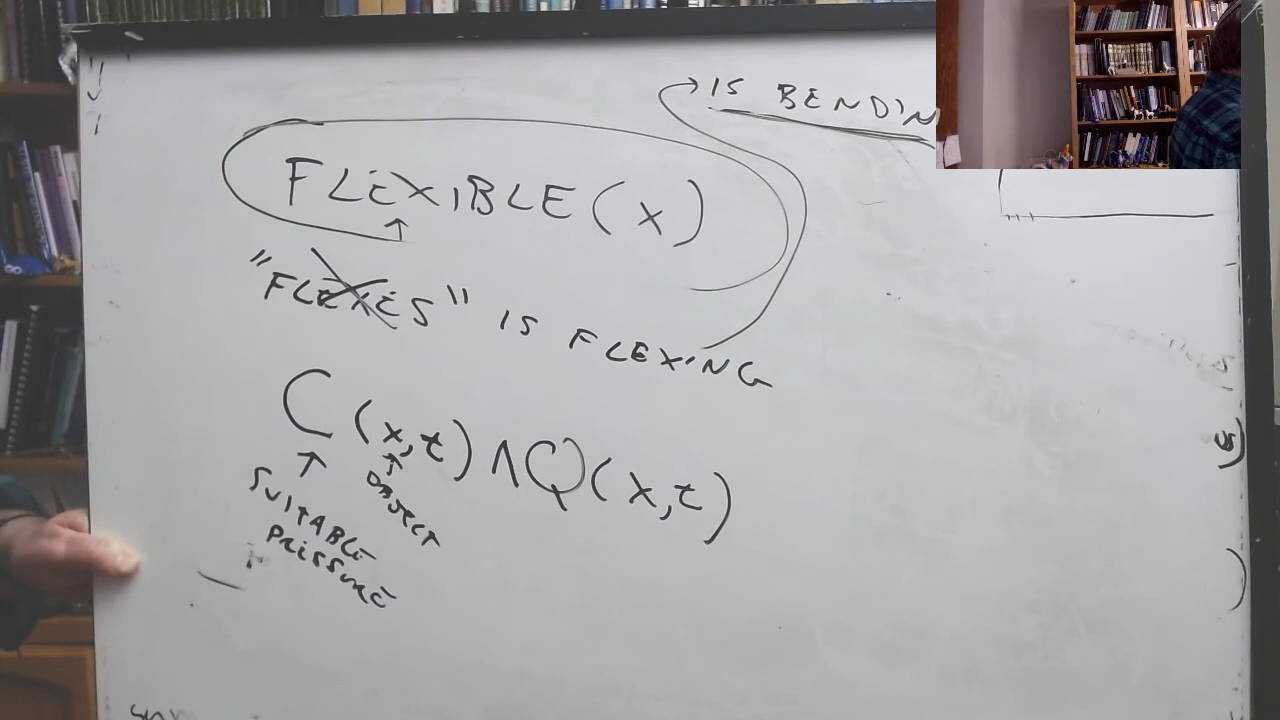 IS BENDIN
FLEXIBLE(x)
↑
"FLEXES" IS FLEXING
C(x,t)∧Q(x,t)
↑ ↑
OBJECT
SUITABLE
PRESSURE